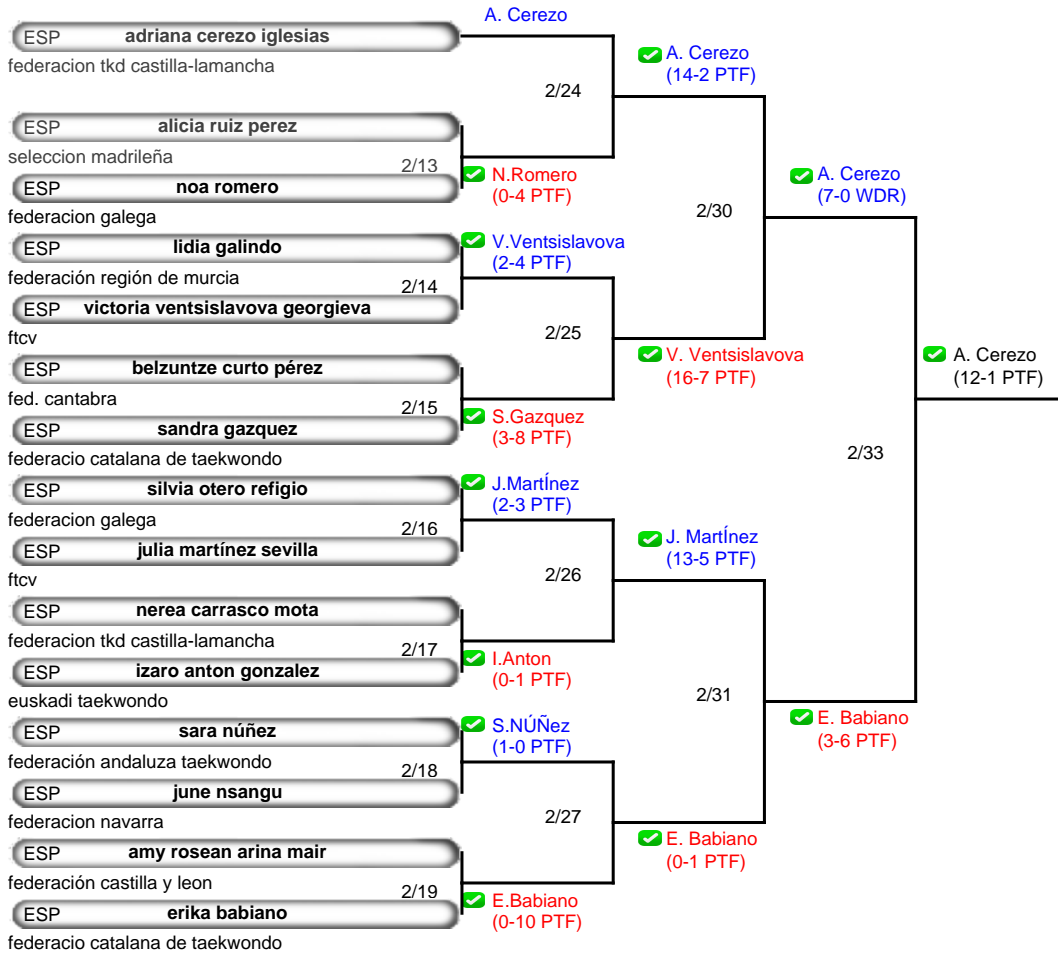 ESP adriana cerezo iglesias
federacion tkd castilla-lamancha
ESP alicia ruiz perez
seleccion madrileña
2/13
ESP noa romero
federacion galega
ESP lidia galindo
federación región de murcia
2/14
ESP victoria ventsislavova georgieva
ftcv
ESP belzuntze curto pérez
fed. cantabra
2/15
ESP sandra gazquez
federacio catalana de taekwondo
ESP silvia otero refigio
federacion galega
2/16
ESP julia martínez sevilla
ftcv
ESP nerea carrasco mota
federacion tkd castilla-lamancha
2/17
ESP izaro anton gonzalez
euskadi taekwondo
ESP sara núñez
federación andaluza taekwondo
2/18
ESP june nsangu
federacion navarra
ESP amy rosean arina mair
federación castilla y leon
2/19
ESP erika babiano
federacio catalana de taekwondo
A. Cerezo
2/24
N.Romero
(0-4 PTF)
V.Ventsislavova
(2-4 PTF)
2/25
S.Gazquez
(3-8 PTF)
J.MartÍnez
(2-3 PTF)
2/26
I.Anton
(0-1 PTF)
S.NÚÑez
(1-0 PTF)
2/27
E.Babiano
(0-10 PTF)
A. Cerezo
(14-2 PTF)
2/30
V. Ventsislavova
(16-7 PTF)
J. MartÍnez
(13-5 PTF)
2/31
E. Babiano
(0-1 PTF)
A. Cerezo
(7-0 WDR)
2/33
E. Babiano
(3-6 PTF)
A. Cerezo
(12-1 PTF)